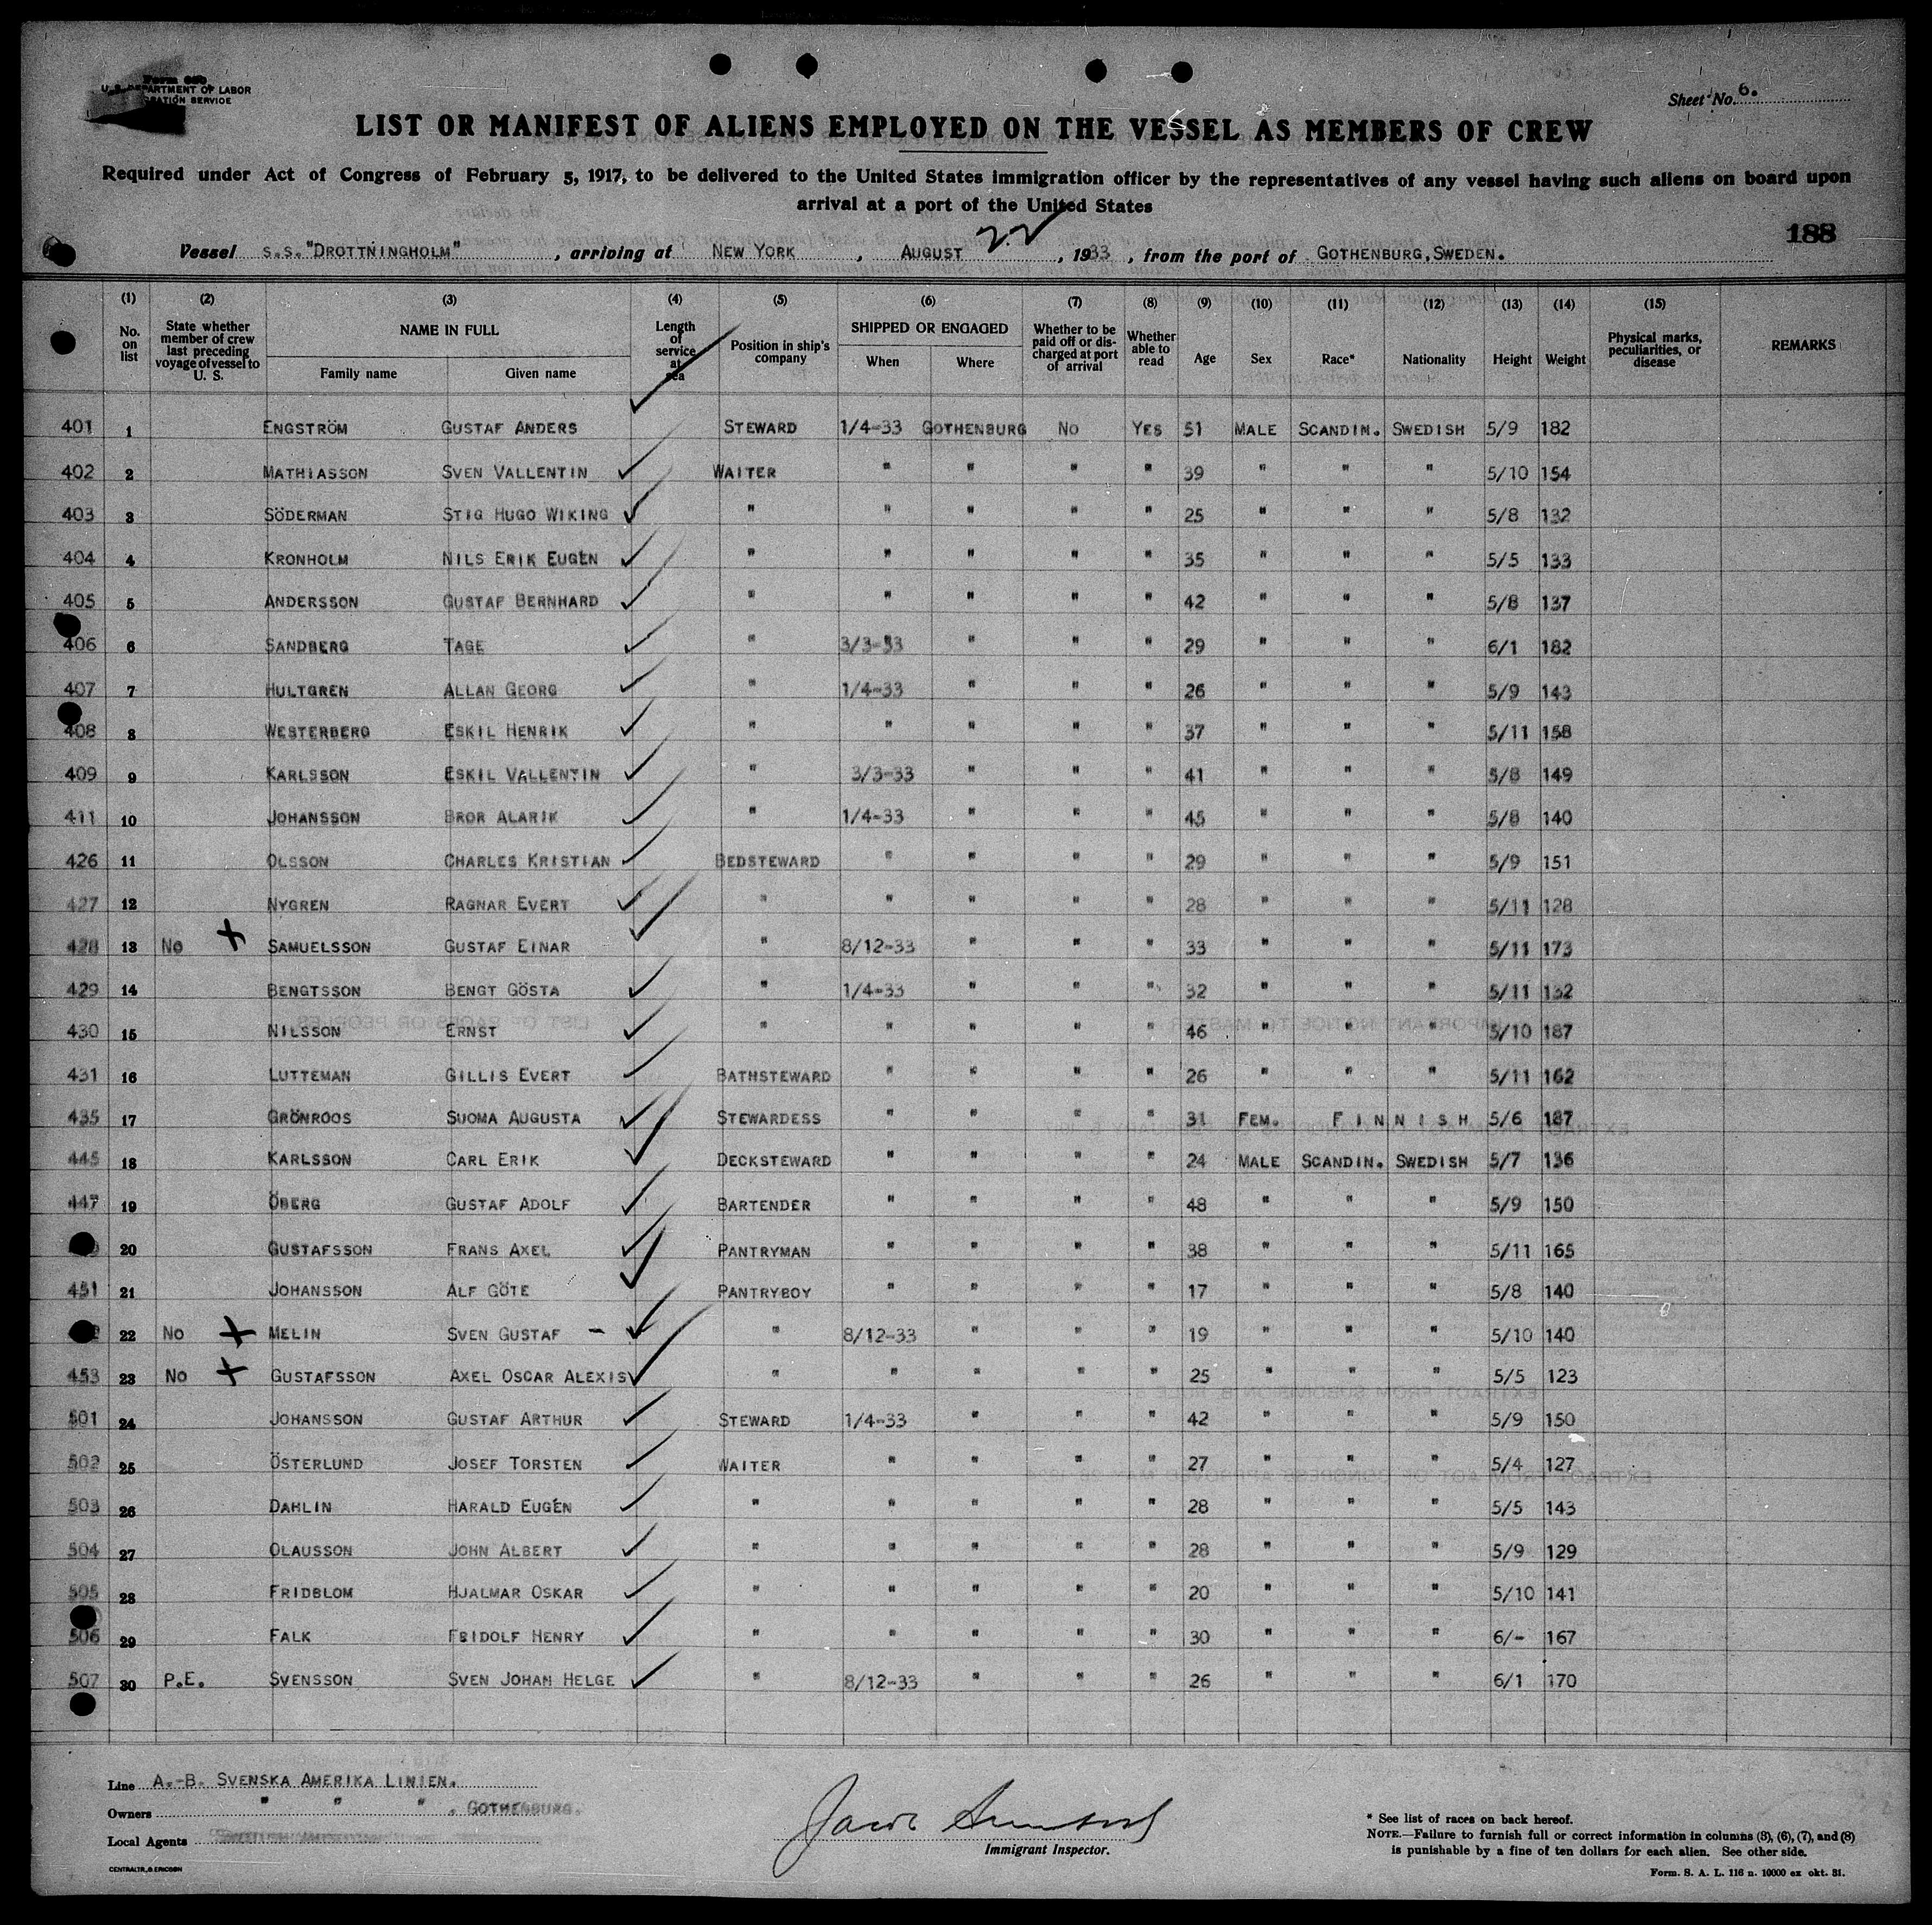 Form 680
U. S. DEPARTMENT OF LABOR
IMMIGRATION SERVICE
Sheet No. 6.
LIST OR MANIFEST OF ALIENS EMPLOYED ON THE VESSEL AS MEMBERS OF CREW
Required under Act of Congress of February 5, 1917, to be delivered to the United States immigration officer by the representatives of any vessel having such aliens on board upon
arrival at a port of the United States
188
Vessel S.S. "DROTTNINGHOLM", arriving at NEW YORK, AUGUST 22, 1933, from the port of GOTHENBURG, SWEDEN.
(1) (2) (3) (4) (5) (6) (7) (8) (9) (10) (11) (12) (13) (14) (15)
No. on list State whether member of crew last preceding voyage of vessel to U. S. NAME IN FULL Family name Given name Length of service at sea Position in ship's company SHIPPED OR ENGAGED When Where Whether to be paid off or discharged at port of arrival Whether able to read Age Sex Race* Nationality Height Weight Physical marks, peculiarities, or disease REMARKS
401 1 ENGSTRÖM GUSTAF ANDERS STEWARD 1/4-33 GOTHENBURG NO YES 51 MALE SCANDIN. SWEDISH 5/9 182
402 2 MATHIASSON SVEN VALLENTIN WAITER " " " " 39 " " " 5/10 154
403 3 SÖDERMAN STIG HUGO WIKING " " " " " 25 " " " 5/8 132
404 4 KRONHOLM NILS ERIK EUGÉN " " " " " 35 " " " 5/5 133
405 5 ANDERSSON GUSTAF BERNHARD " " " " " 42 " " " 5/8 137
406 6 SANDBERG TAGE " 3/3-33 " " " 29 " " " 6/1 182
407 7 HULTGREN ALLAN GEORG " 1/4-33 " " " 26 " " " 5/9 143
408 8 WESTERBERG ESKIL HENRIK " " " " " 37 " " " 5/11 158
409 9 KARLSSON ESKIL VALLENTIN " 3/3-33 " " " 41 " " " 5/8 149
411 10 JOHANSSON BROR ALARIK " 1/4-33 " " " 45 " " " 5/8 140
426 11 OLSSON CHARLES KRISTIAN BEDSTEWARD " " " " 29 " " " 5/9 151
427 12 NYGREN RAGNAR EVERT " " " " " 28 " " " 5/11 128
428 13 NO + SAMUELSSON GUSTAF EINAR " 8/12-33 " " " 33 " " " 5/11 173
429 14 BENGTSSON BENGT GÖSTA " 1/4-33 " " " 32 " " " 5/11 132
430 15 NILSSON ERNST " " " " " 46 " " " 5/10 187
431 16 LUTTEMAN GILLIS EVERT BATHSTEWARD " " " " 26 " " " 5/11 162
435 17 GRÖNROOS SUOMA AUGUSTA STEWARDESS " " " " 31 FEM. FINNISH 5/6 187
445 18 KARLSSON CARL ERIK DECKSTEWARD " " " " 24 MALE SCANDIN. SWEDISH 5/7 136
447 19 ÖBERG GUSTAF ADOLF BARTENDER " " " " 48 " " " 5/9 150
20 GUSTAFSSON FRANS AXEL PANTRYMAN " " " " 38 " " " 5/11 165
451 21 JOHANSSON ALF GÖTE PANTRYBOY " " " " 17 " " " 5/8 140
22 NO + MELIN SVEN GUSTAF - " 8/12-33 " " " 19 " " " 5/10 140
453 23 NO + GUSTAFSSON AXEL OSCAR ALEXIS " " " " " 25 " " " 5/5 123
501 24 JOHANSSON GUSTAF ARTHUR STEWARD 1/4-33 " " " 42 " " " 5/9 150
502 25 ÖSTERLUND JOSEF TORSTEN WAITER " " " " 27 " " " 5/4 127
503 26 DAHLIN HARALD EUGÉN " " " " " 28 " " " 5/5 143
504 27 OLAUSSON JOHN ALBERT " " " " " 28 " " " 5/9 129
505 28 FRIDBLOM HJALMAR OSKAR " " " " " 20 " " " 5/10 141
506 29 FALK FRIDOLF HENRY " " " " " 30 " " " 6/- 167
507 30 P.E. SVENSSON SVEN JOHAN HELGE " 8/12-33 " " " 26 " " " 6/1 170
Line A.-B. SVENSKA AMERIKA LINIEN.
Owners " " " , GOTHENBURG.
Local Agents
Immigrant Inspector.
* See list of races on back hereof.
NOTE.—Failure to furnish full or correct information in columns (3), (6), (7), and (8)
is punishable by a fine of ten dollars for each alien. See other side.
CENTRALTR., G. ERICSON
Form. S. A. L. 116 n. 10000 ex okt. 31.